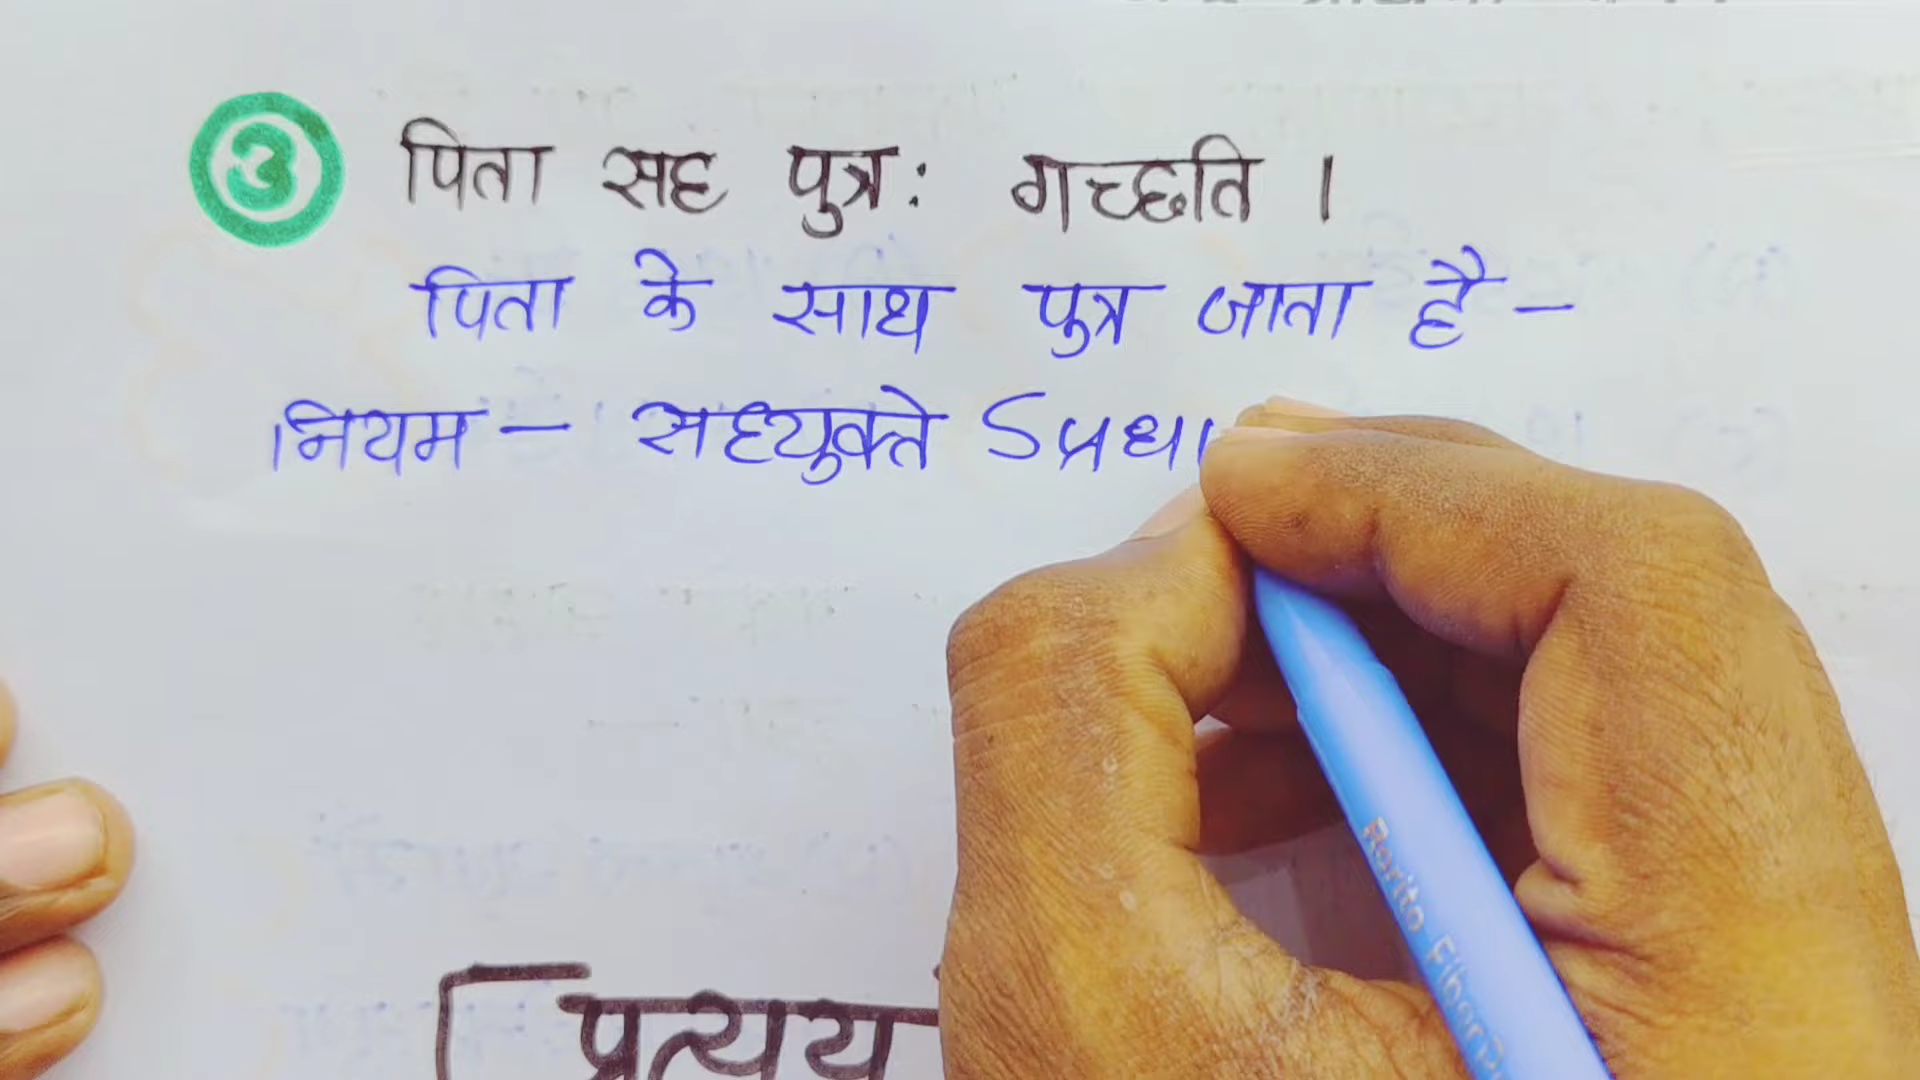 3 पिता सह पुत्र: गच्छति ।
पिता के साथ पुत्र जाता है -
नियम - सहयुक्ते ऽप्रधा
प्रत्यय